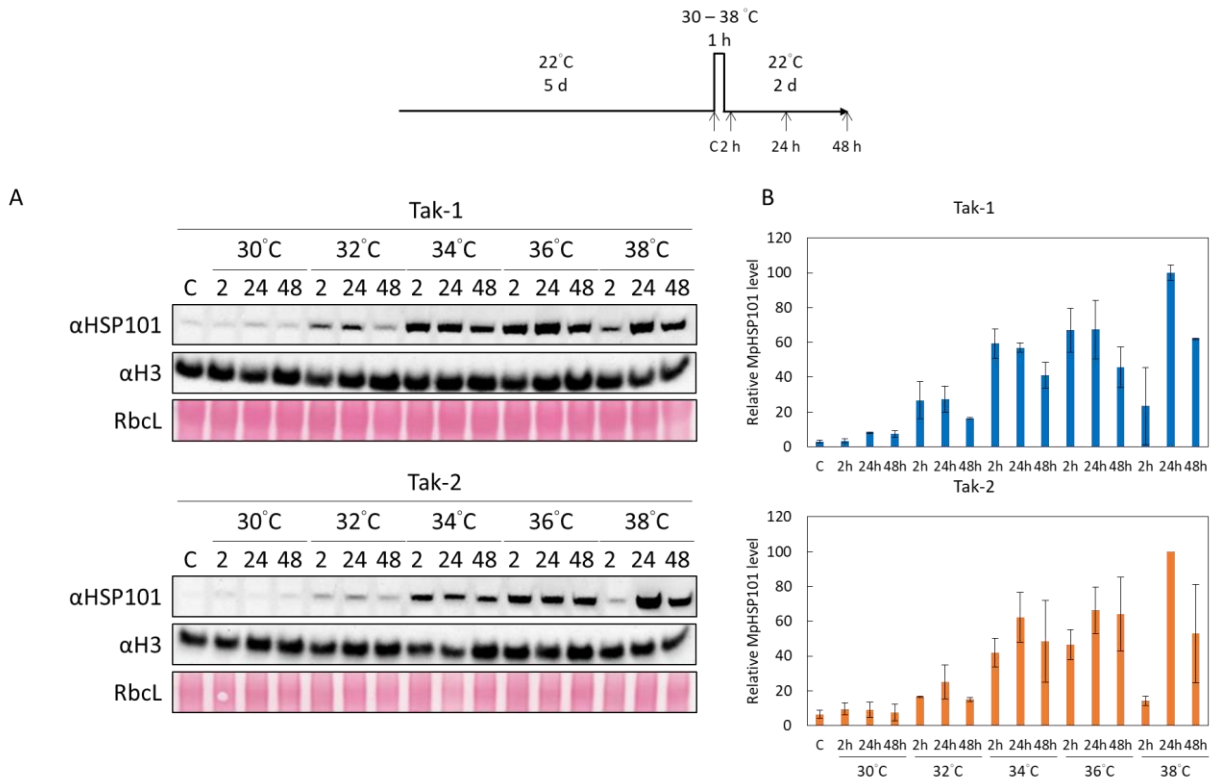 30 – 38 °C
1 h
22°C
5 d
22°C
2 d
C 2 h 24 h 48 h
A
Tak-1
30°C 32°C 34°C 36°C 38°C
C 2 24 48 2 24 48 2 24 48 2 24 48 2 24 48
αHSP101
αH3
RbcL
Tak-2
30°C 32°C 34°C 36°C 38°C
C 2 24 48 2 24 48 2 24 48 2 24 48 2 24 48
αHSP101
αH3
RbcL
B
Tak-1
Relative MpHSP101 level
120
100
80
60
40
20
0
C 2h 24h 48h 2h 24h 48h 2h 24h 48h 2h 24h 48h 2h 24h 48h
Tak-2
Relative MpHSP101 level
120
100
80
60
40
20
0
C 2h 24h 48h 2h 24h 48h 2h 24h 48h 2h 24h 48h 2h 24h 48h
30°C 32°C 34°C 36°C 38°C